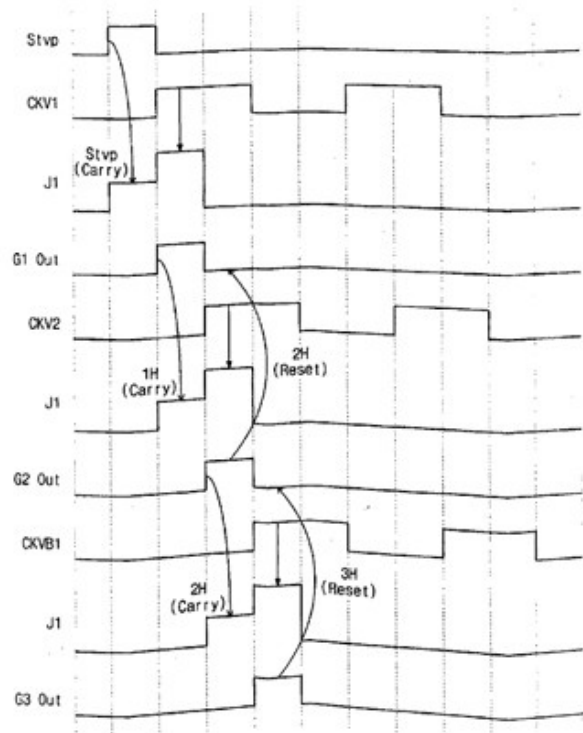 Stvp
CKV1
Stvp
(Carry)
J1
G1 Out
CKV2
2H
(Reset)
1H
(Carry)
J1
G2 Out
CKVB1
3H
(Reset)
2H
(Carry)
J1
G3 Out